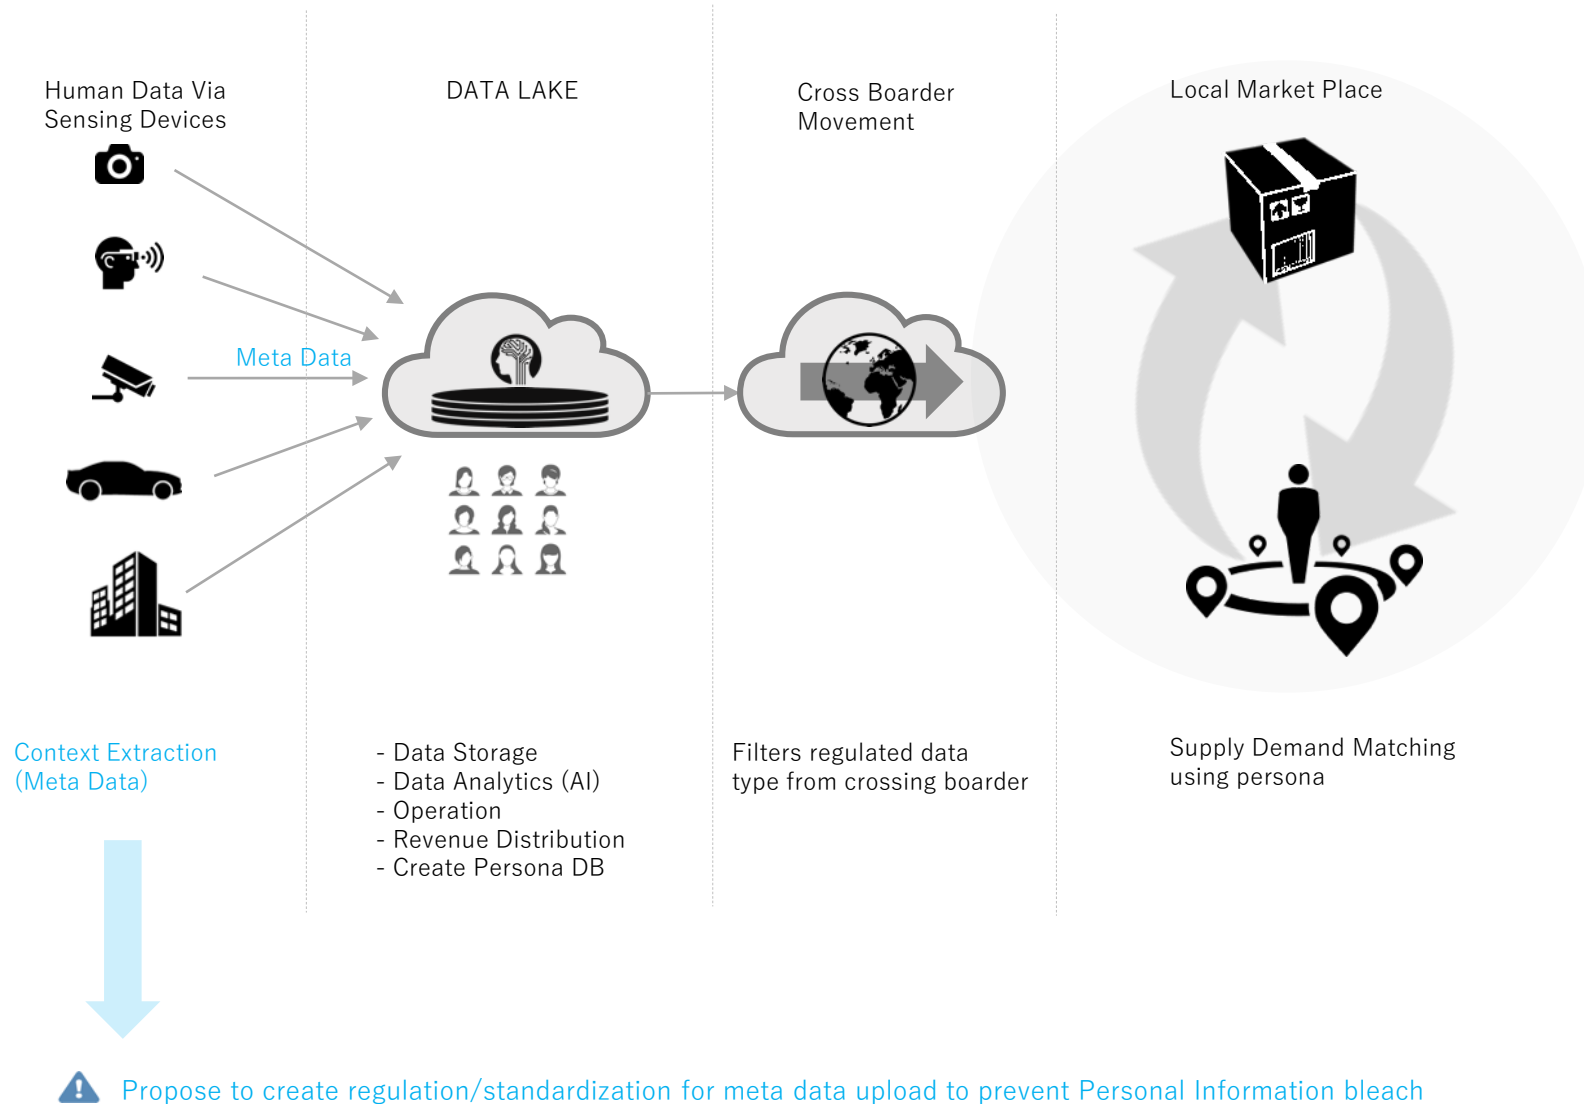 Human Data Via
Sensing Devices
DATA LAKE
Cross Boarder
Movement
Local Market Place
Meta Data
Context Extraction
(Meta Data)
- Data Storage
- Data Analytics (AI)
- Operation
- Revenue Distribution
- Create Persona DB
Filters regulated data
type from crossing boarder
Supply Demand Matching
using persona
Propose to create regulation/standardization for meta data upload to prevent Personal Information bleach